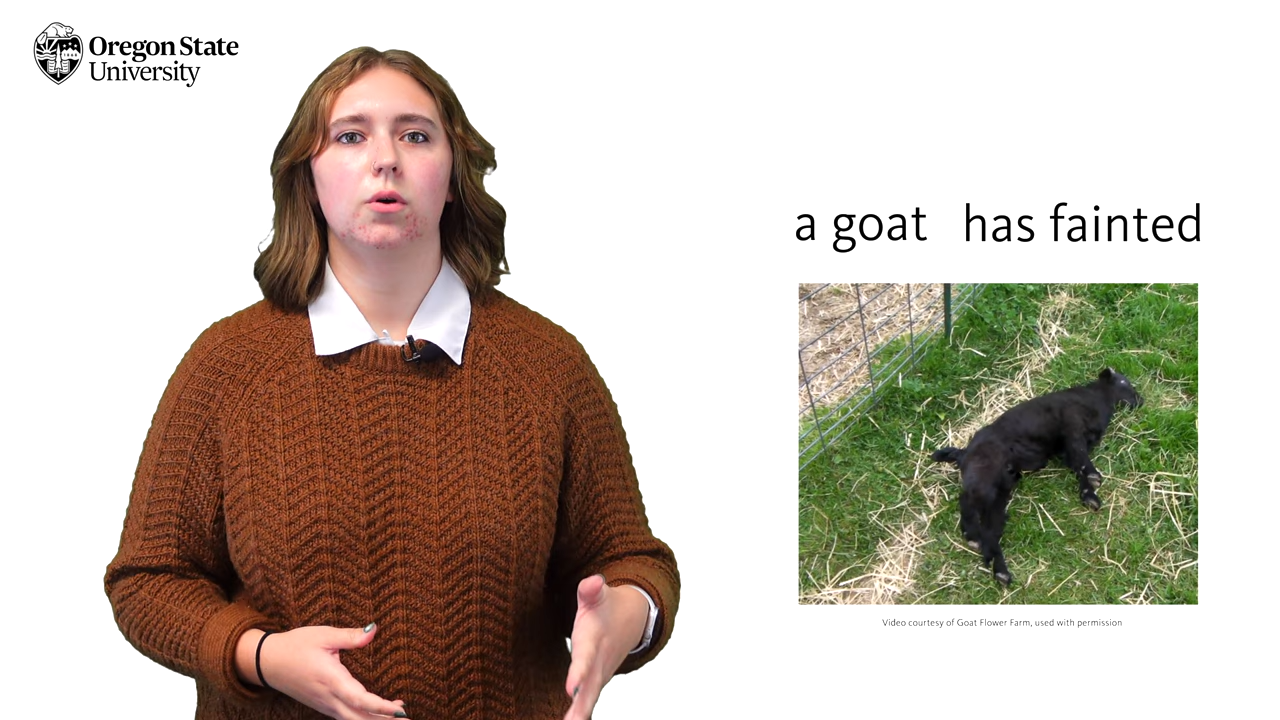 Oregon State
University
a goat has fainted
Video courtesy of Goat Flower Farm, used with permission